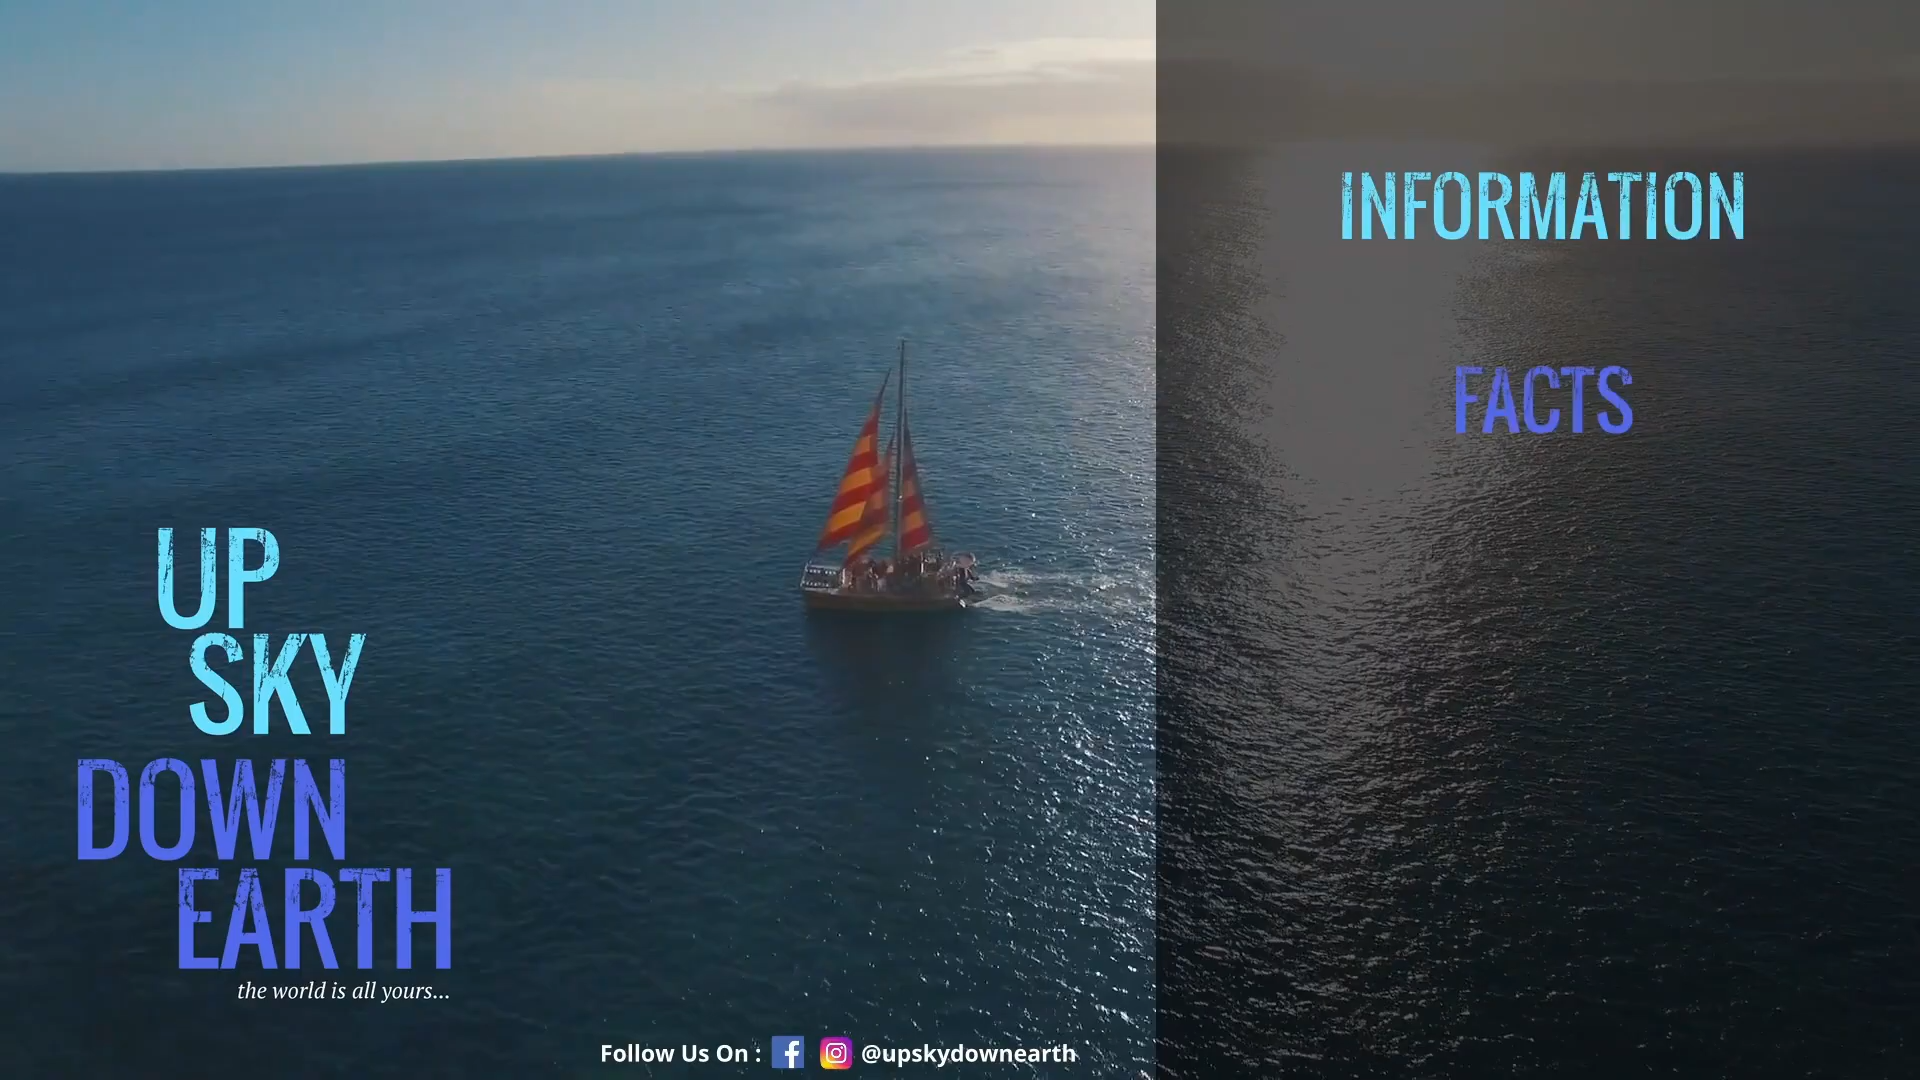 INFORMATION
FACTS
UP
SKY
DOWN
EARTH
the world is all yours...
Follow Us On : @upskydownearth